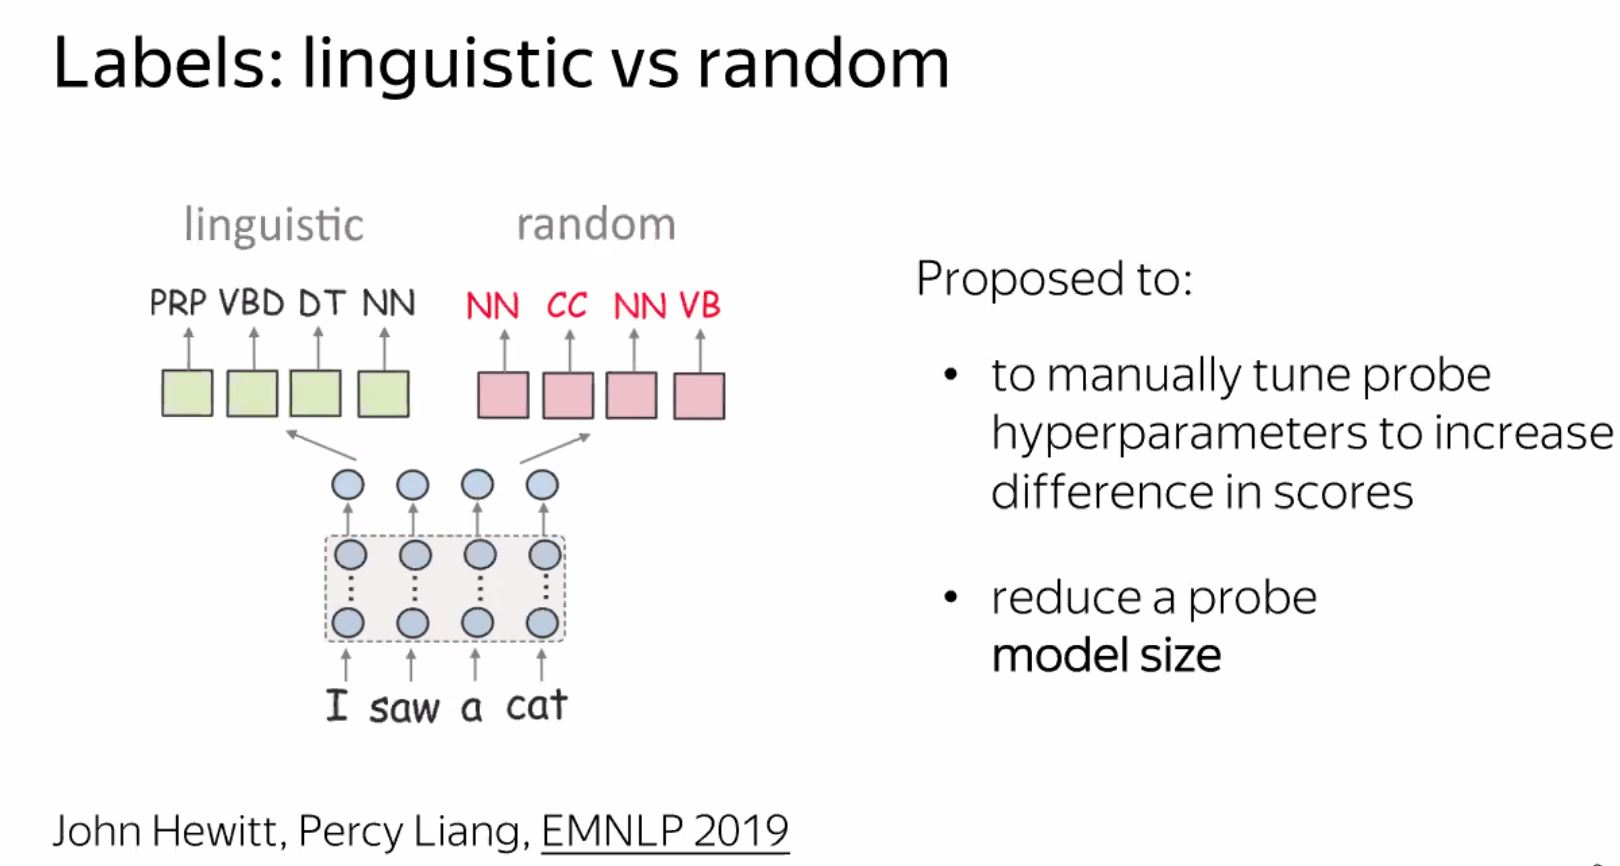 Labels: linguistic vs random
linguistic
random
PRP VBD DT NN
NN CC NN VB
I saw a cat
Proposed to:
• to manually tune probe
hyperparameters to increase
difference in scores
• reduce a probe
model size
John Hewitt, Percy Liang, EMNLP 2019